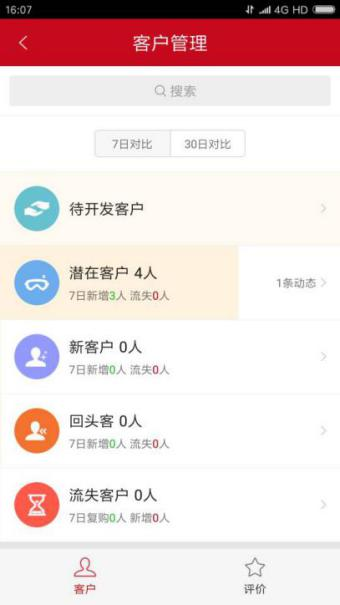 16:07
4G HD
客户管理
搜索
7日对比 30日对比
待开发客户
潜在客户 4人
7日新增3人 流失0人
1条动态
新客户 0人
7日新增0人 流失0人
回头客 0人
7日新增0人 流失0人
流失客户 0人
7日复购0人 新增0人
客户
评价